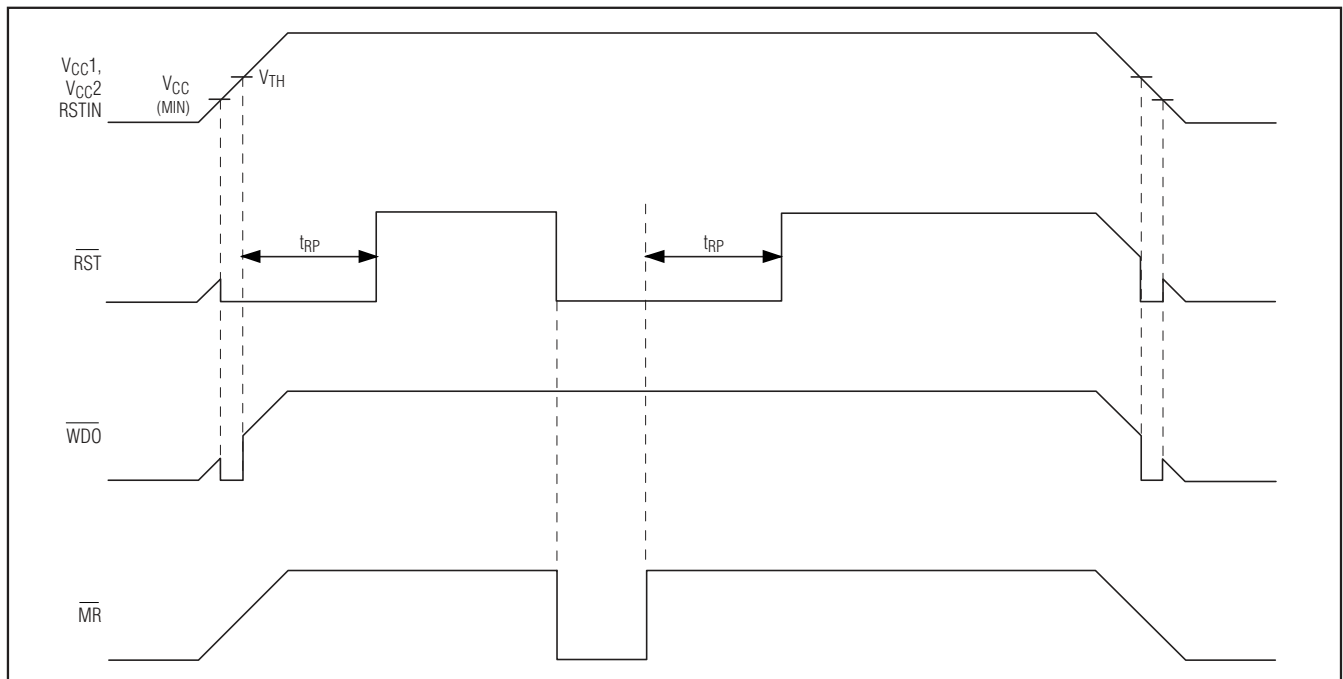 VCC1,
VCC2
RSTIN
VCC
(MIN)
VTH
RST
tRP
tRP
WDO
MR